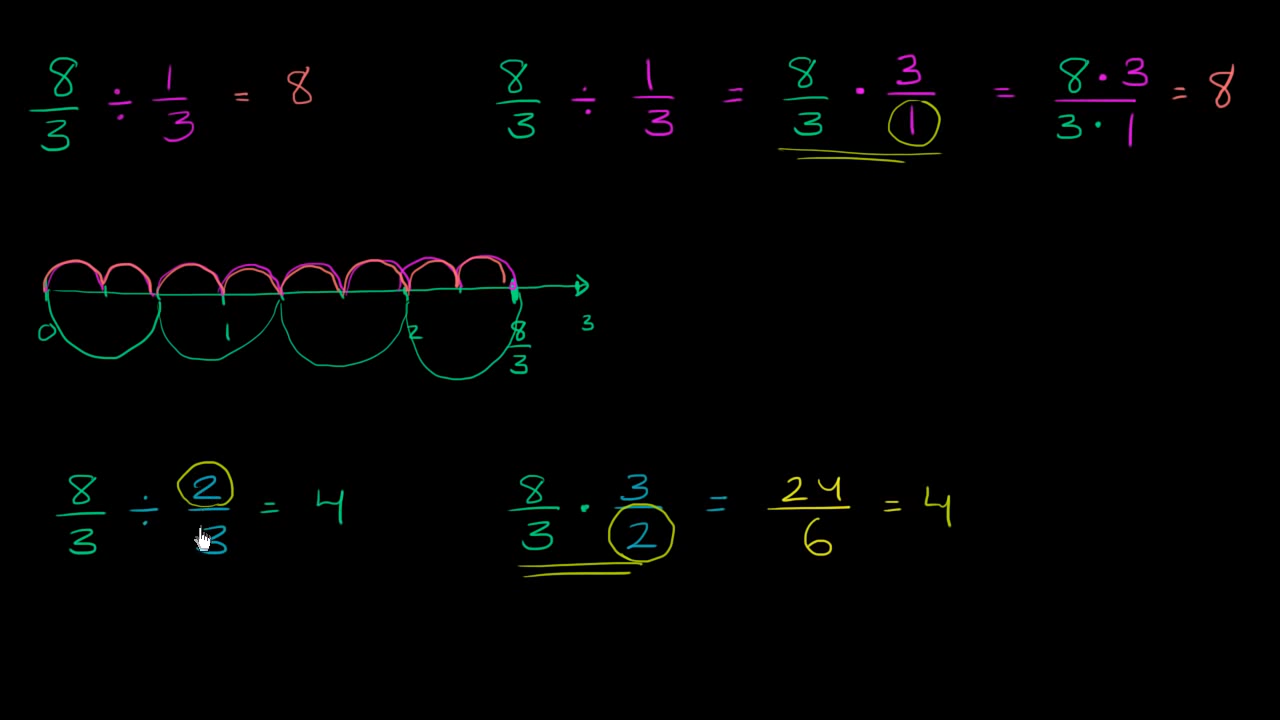 8/3 ÷ 1/3 = 8
8/3 ÷ 1/3 = 8/3 · 3/1 = 8·3/3·1 = 8
0 1 2 8/3 3
8/3 ÷ 2/3 = 4
8/3 · 3/2 = 24/6 = 4